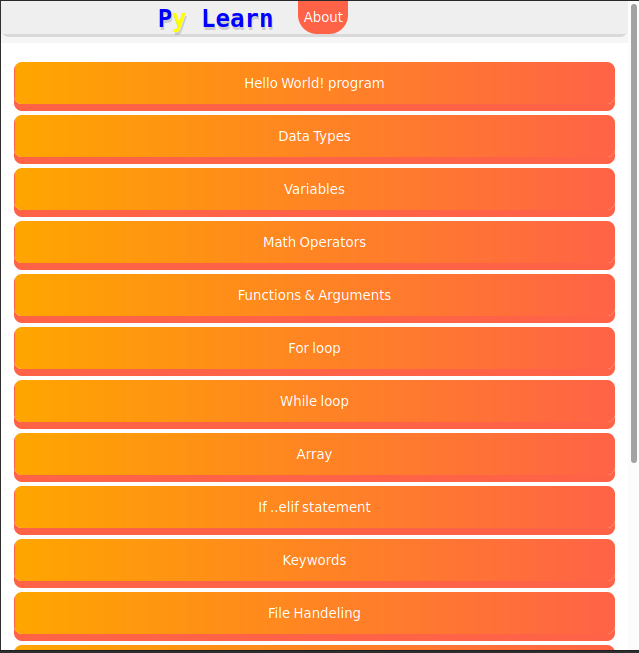 Py Learn About
Hello World! program
Data Types
Variables
Math Operators
Functions & Arguments
For loop
While loop
Array
If ..elif statement
Keywords
File Handeling